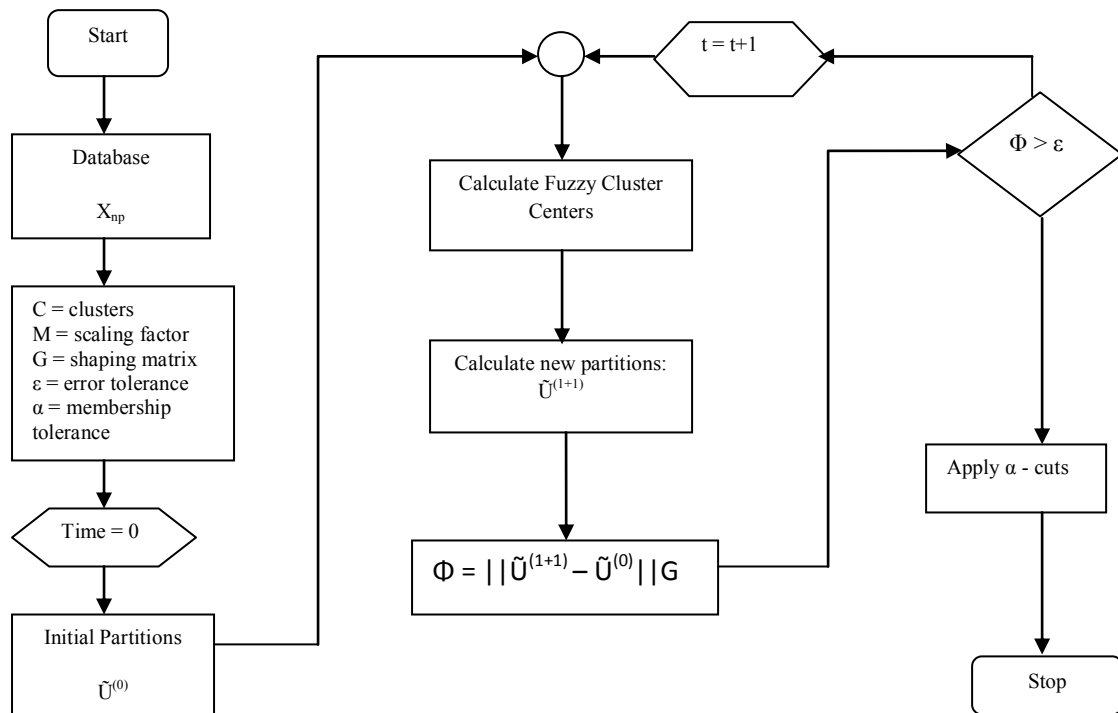 Start
Database
Xnp
C = clusters
M = scaling factor
G = shaping matrix
ε = error tolerance
α = membership
tolerance
Time = 0
Initial Partitions
Ũ(0)
t = t+1
Calculate Fuzzy Cluster
Centers
Calculate new partitions:
Ũ(1+1)
Φ = ||Ũ(1+1) – Ũ(0)||G
Φ > ε
Apply α - cuts
Stop